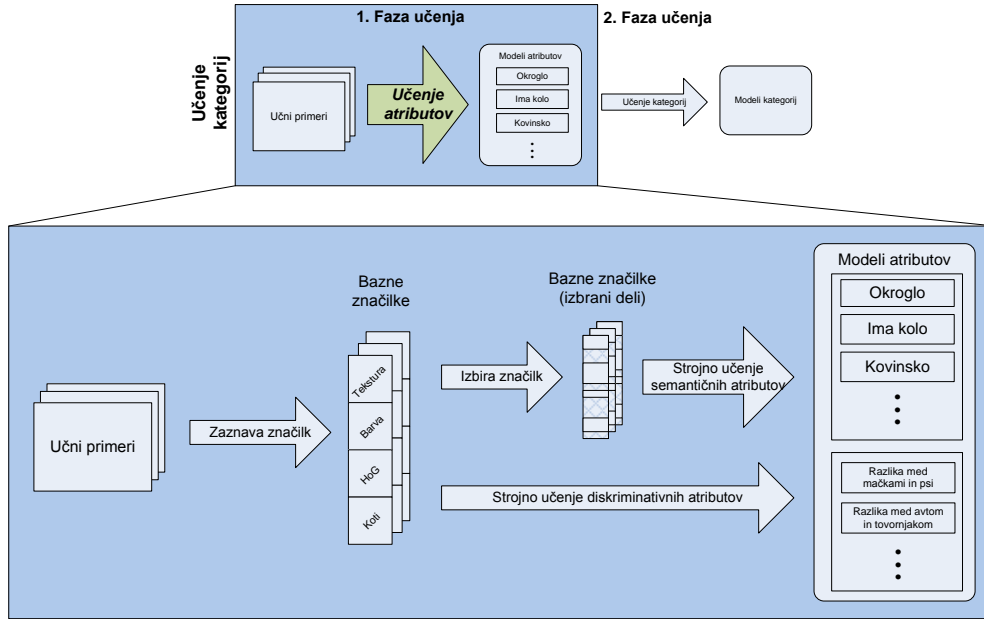 1. Faza učenja
2. Faza učenja
Učenje
kategorij
Učni primeri
Učenje
atributov
Modeli atributov
Okroglo
Ima kolo
Kovinsko
Učenje kategorij
Modeli kategorij
Učni primeri
Zaznava značilk
Bazne
značilke
Tekstura
Barva
HoG
Koti
Izbira značilk
Bazne značilke
(izbrani deli)
Strojno učenje
semantičnih atributov
Strojno učenje diskriminativnih atributov
Modeli atributov
Okroglo
Ima kolo
Kovinsko
Razlika med
mačkami in psi
Razlika med avtom
in tovornjakom